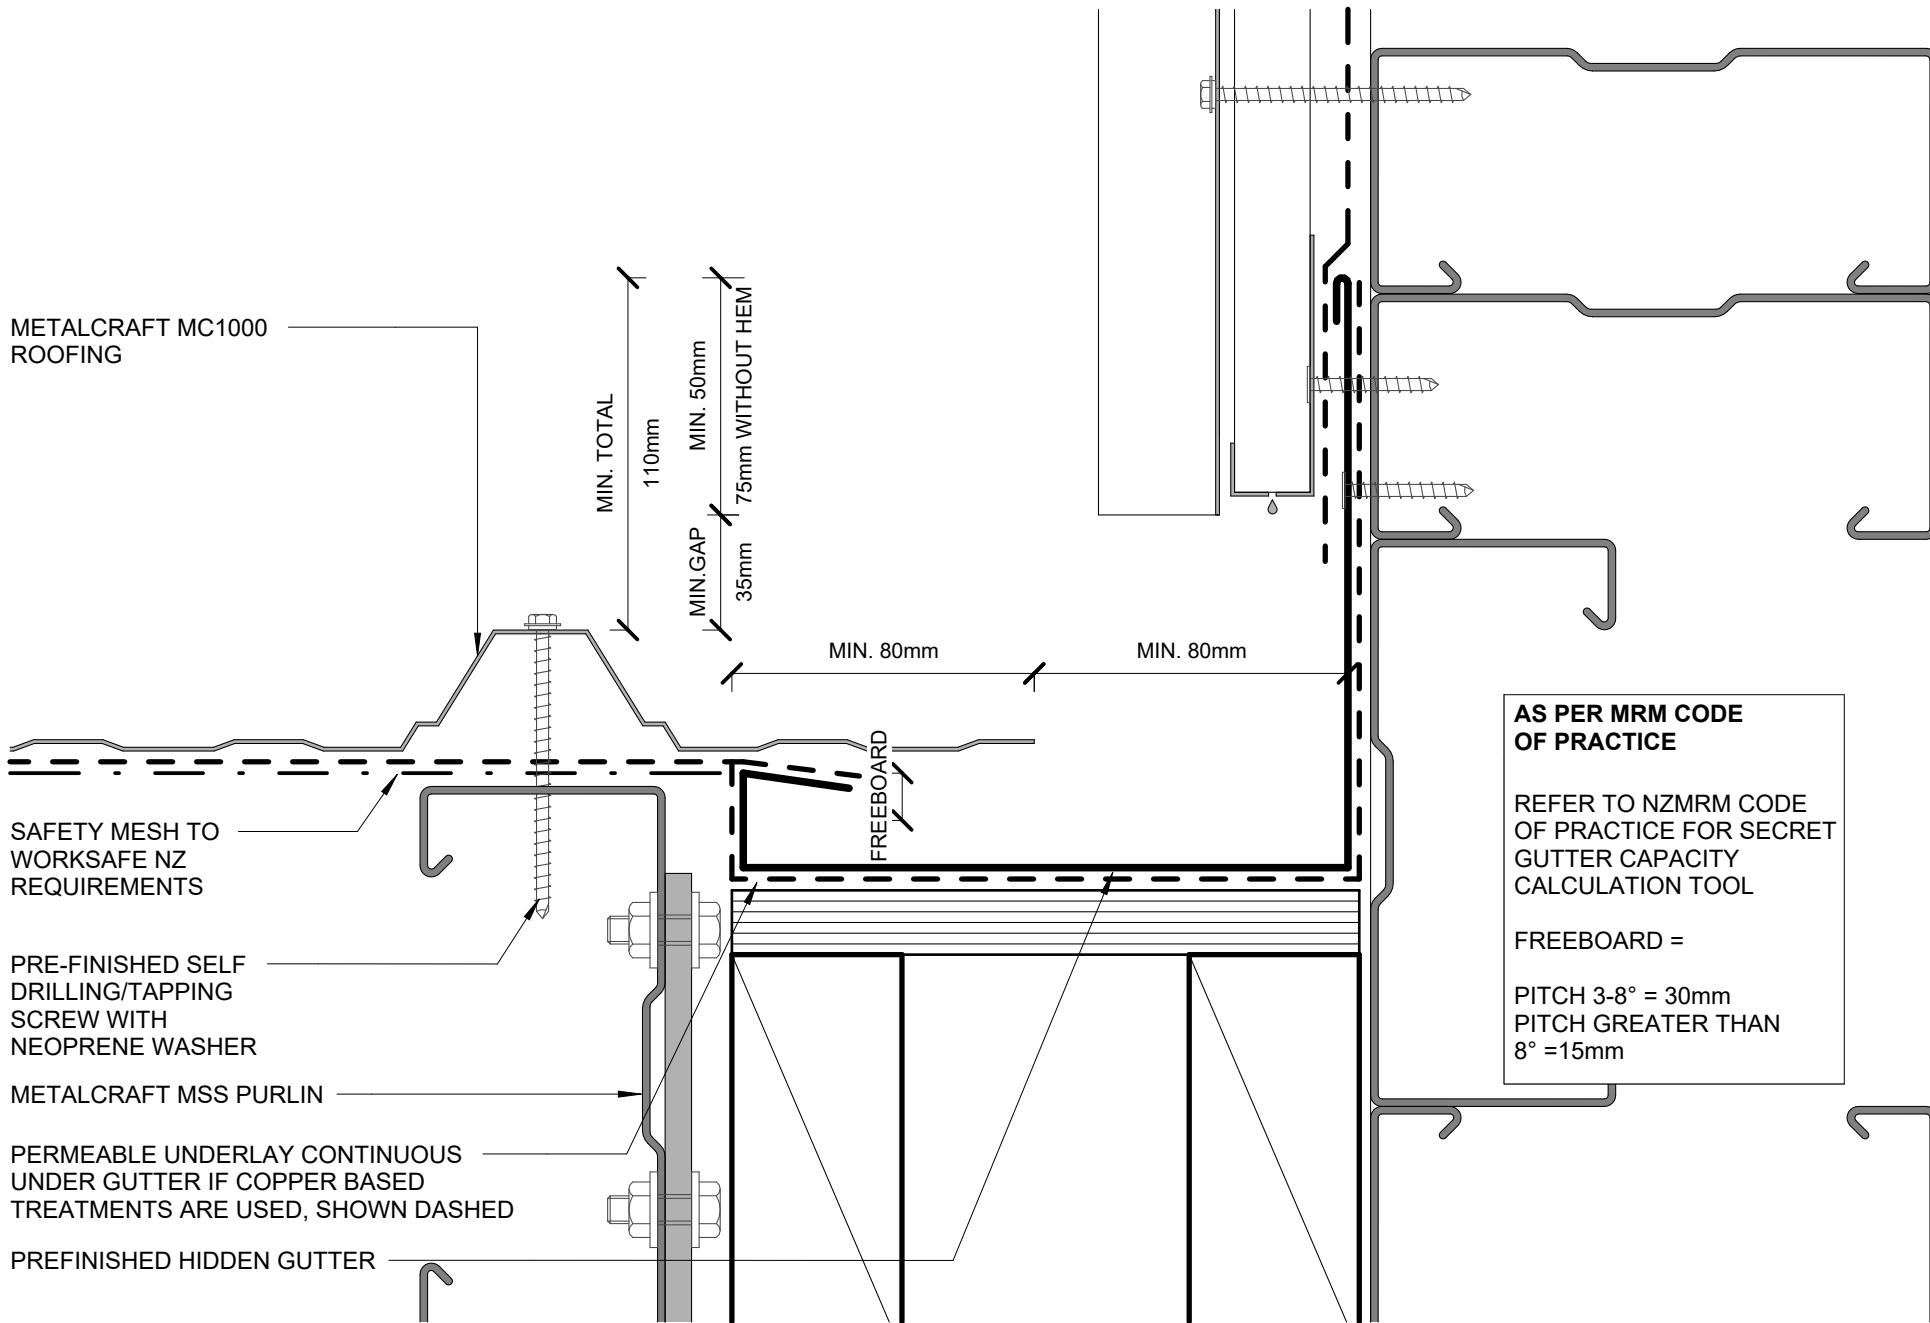 METALCRAFT MC1000
ROOFING
MIN. TOTAL
110mm
MIN. 50mm
75mm WITHOUT HEM
MIN.GAP
35mm
MIN. 80mm
MIN. 80mm
FREEBOARD
SAFETY MESH TO
WORKSAFE NZ
REQUIREMENTS
PRE-FINISHED SELF
DRILLING/TAPPING
SCREW WITH
NEOPRENE WASHER
METALCRAFT MSS PURLIN
PERMEABLE UNDERLAY CONTINUOUS
UNDER GUTTER IF COPPER BASED
TREATMENTS ARE USED, SHOWN DASHED
PREFINISHED HIDDEN GUTTER
AS PER MRM CODE
OF PRACTICE
REFER TO NZMRM CODE
OF PRACTICE FOR SECRET
GUTTER CAPACITY
CALCULATION TOOL
FREEBOARD =
PITCH 3-8° = 30mm
PITCH GREATER THAN
8° =15mm